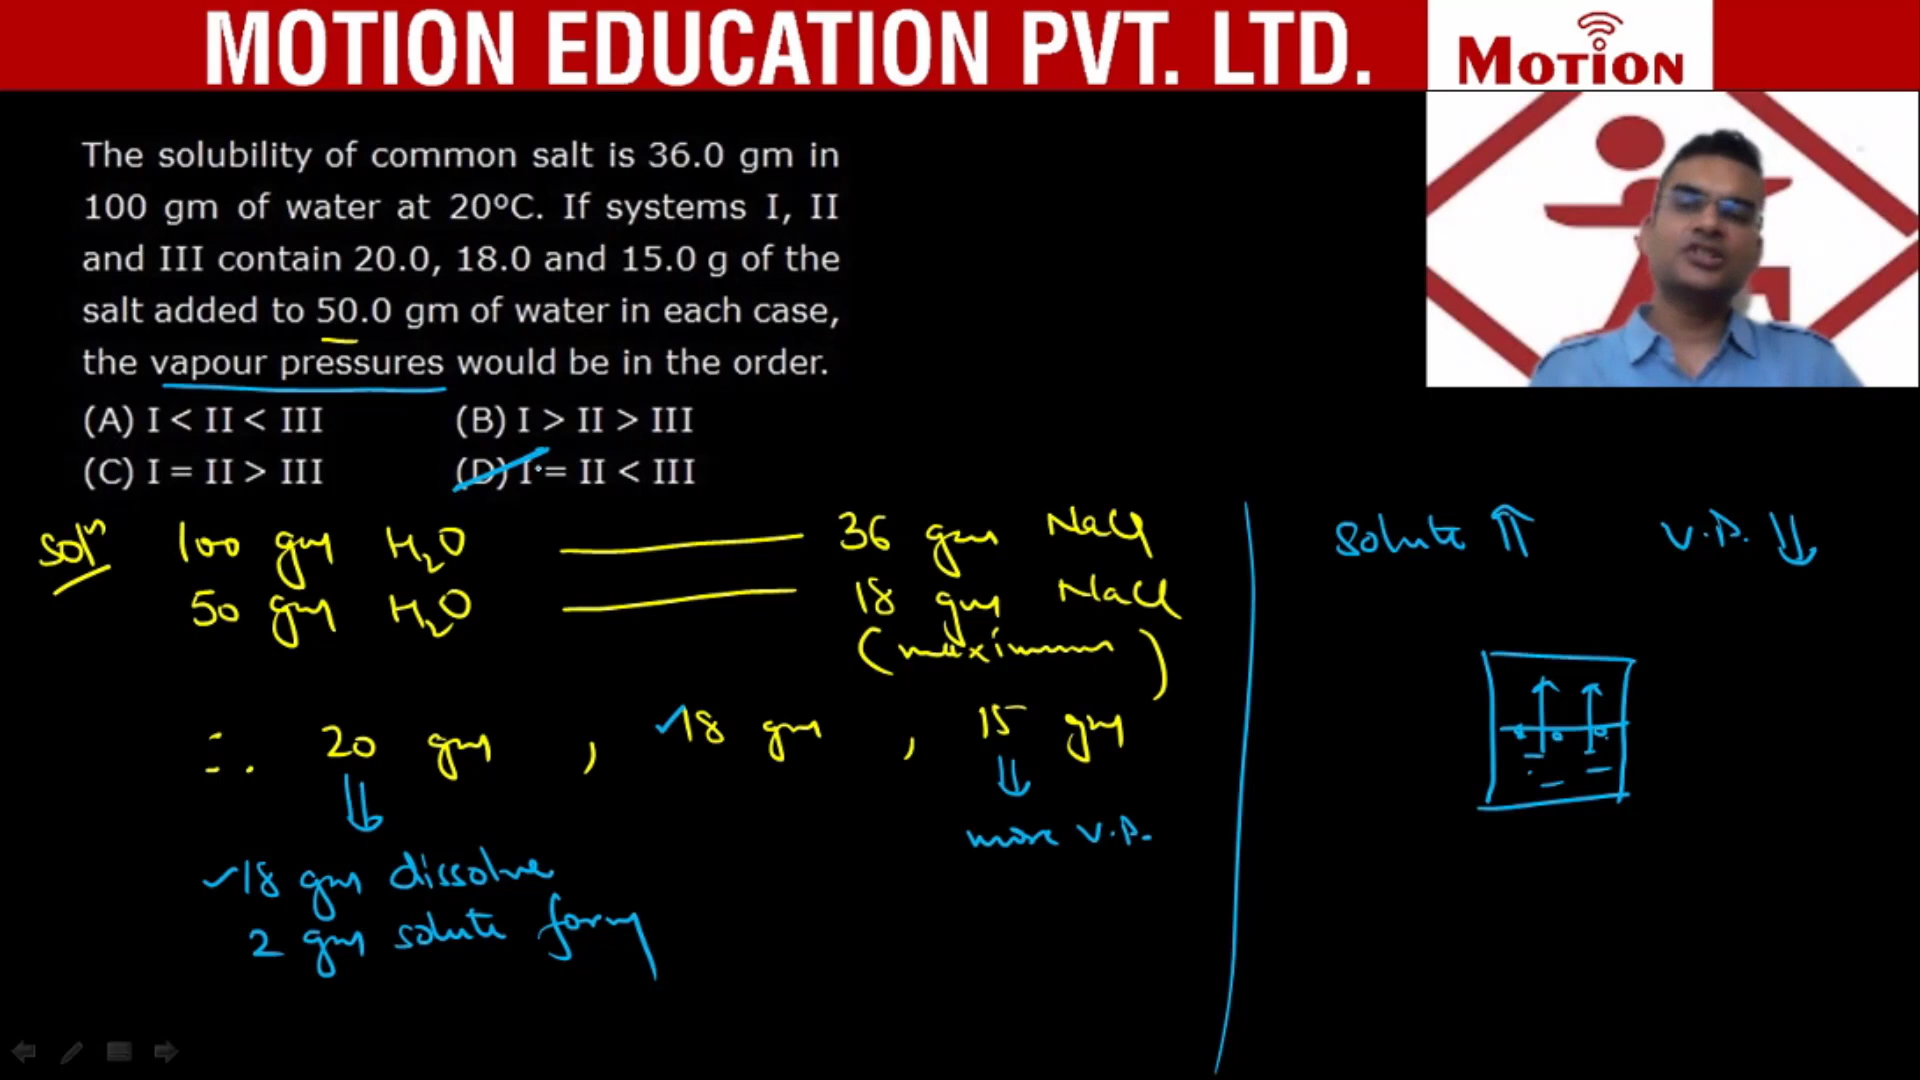 MOTION EDUCATION PVT. LTD.
MOTION
The solubility of common salt is 36.0 gm in
100 gm of water at 20ºC. If systems I, II
and III contain 20.0, 18.0 and 15.0 g of the
salt added to 50.0 gm of water in each case,
the vapour pressures would be in the order.
(A) I < II < III (B) I > II > III
(C) I = II > III (D) I = II < III
Solⁿ 100 gm H₂O 36 gm NaCl
50 gm H₂O 18 gm NaCl
(maximum)
∴ 20 gm , 18 gm , 15 gm
⇓ ⇓
more V.P.
18 gm dissolve
2 gm solute form
Solute ⇑ V.P. ⇓